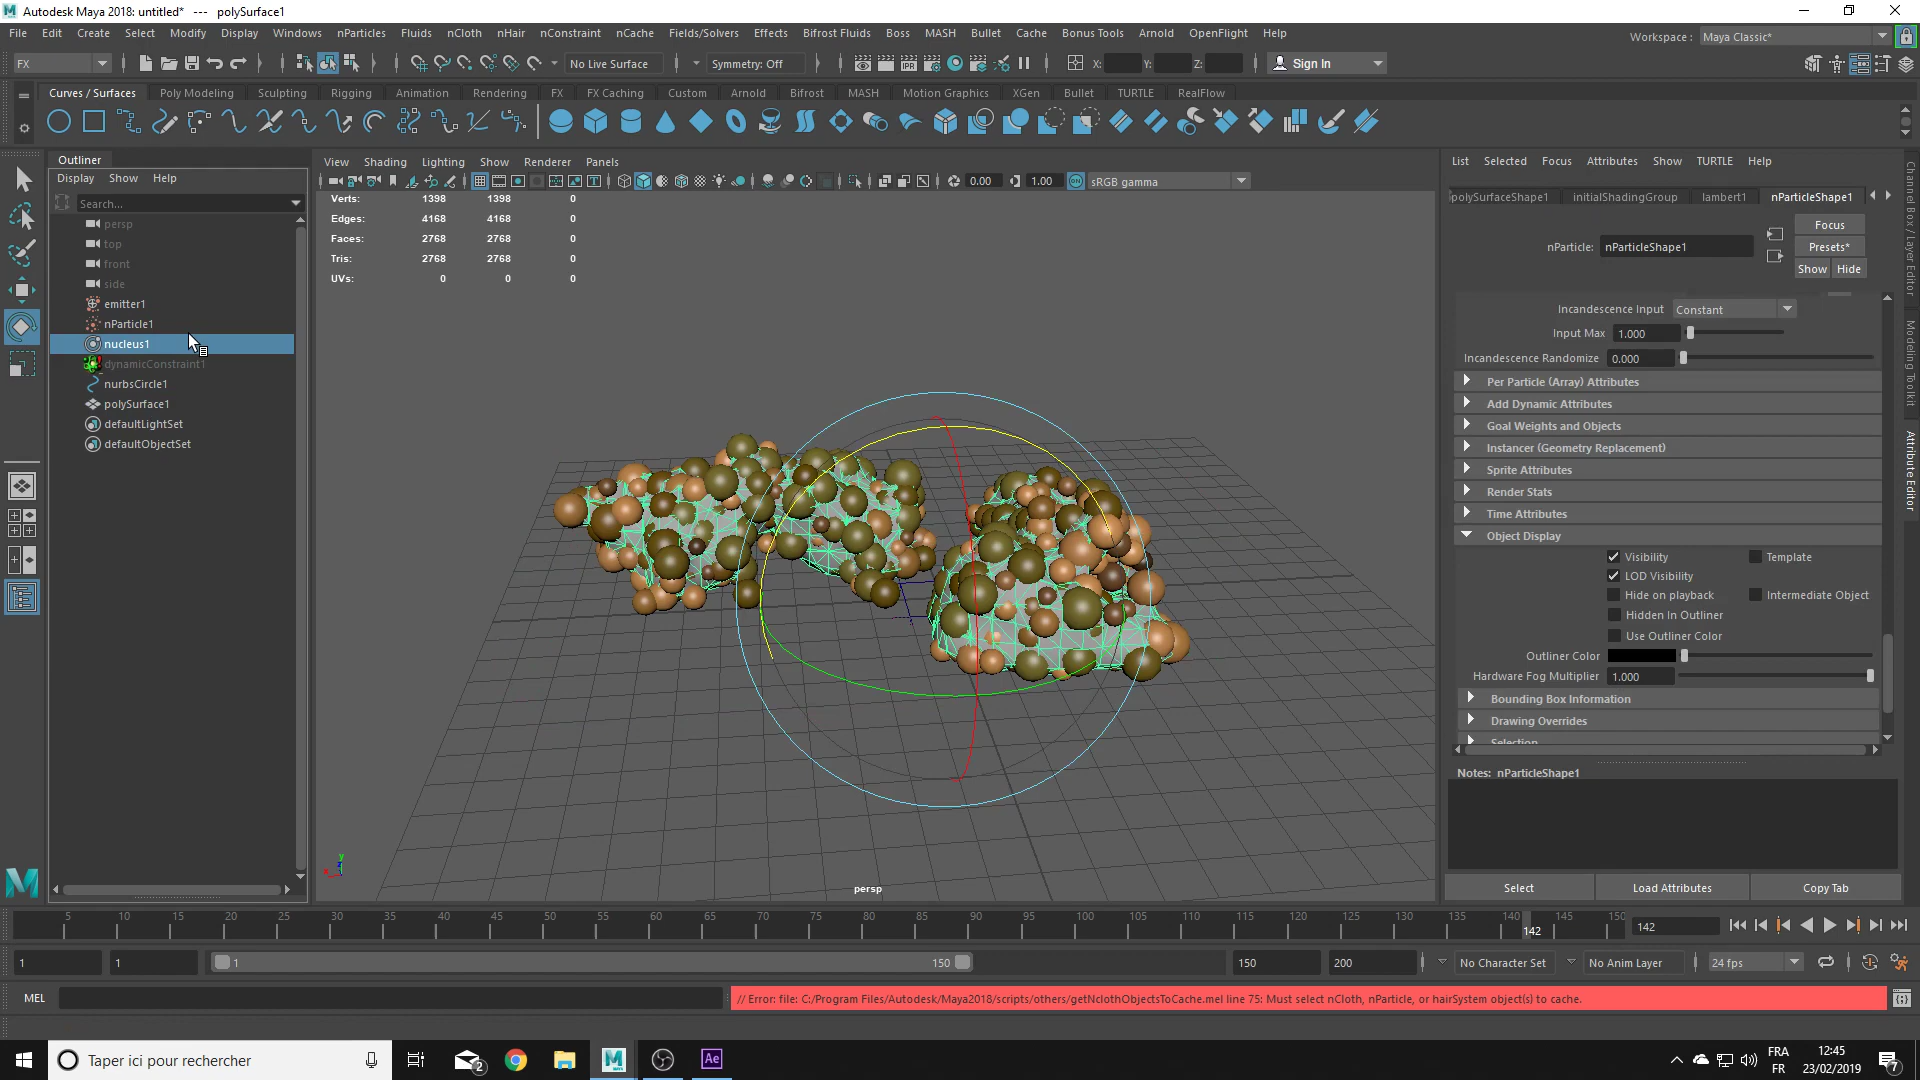 Autodesk Maya 2018: untitled* --- polySurface1
File Edit Create Select Modify Display Windows nParticles Fluids nCloth nHair nConstraint nCache Fields/Solvers Effects Bifrost Fluids Boss MASH Bullet Cache Bonus Tools Arnold OpenFlight Help
Workspace : Maya Classic*
FX
No Live Surface
Symmetry: Off
X:
Y:
Z:
Sign In
Curves / Surfaces Poly Modeling Sculpting Rigging Animation Rendering FX FX Caching Custom Arnold Bifrost MASH Motion Graphics XGen Bullet TURTLE RealFlow
Outliner
Display Show Help
Search...
persp
top
front
side
emitter1
nParticle1
nucleus1
dynamicConstraint1
nurbsCircle1
polySurface1
defaultLightSet
defaultObjectSet
View Shading Lighting Show Renderer Panels
0.00
1.00
sRGB gamma
Verts: 1398 1398 0
Edges: 4168 4168 0
Faces: 2768 2768 0
Tris: 2768 2768 0
UVs: 0 0 0
y
x
persp
List Selected Focus Attributes Show TURTLE Help
polySurfaceShape1 initialShadingGroup lambert1 nParticleShape1
Focus
nParticle: nParticleShape1
Presets*
Show Hide
Incandescence Input Constant
Input Max 1.000
Incandescence Randomize 0.000
Per Particle (Array) Attributes
Add Dynamic Attributes
Goal Weights and Objects
Instancer (Geometry Replacement)
Sprite Attributes
Render Stats
Time Attributes
Object Display
Visibility Template
LOD Visibility
Hide on playback Intermediate Object
Hidden In Outliner
Use Outliner Color
Outliner Color
Hardware Fog Multiplier 1.000
Bounding Box Information
Drawing Overrides
Selection
Notes: nParticleShape1
Select Load Attributes Copy Tab
Channel Box / Layer Editor
Modeling Toolkit
Attribute Editor
5 10 15 20 25 30 35 40 45 50 55 60 65 70 75 80 85 90 95 100 105 110 115 120 125 130 135 140 145 150
142
142
1
1
1
150
150
200
No Character Set
No Anim Layer
24 fps
MEL
// Error: file: C:/Program Files/Autodesk/Maya2018/scripts/others/getNclothObjectsToCache.mel line 75: Must select nCloth, nParticle, or hairSystem object(s) to cache.
Taper ici pour rechercher
2
Ae
FRA
FR
12:45
23/02/2019
7